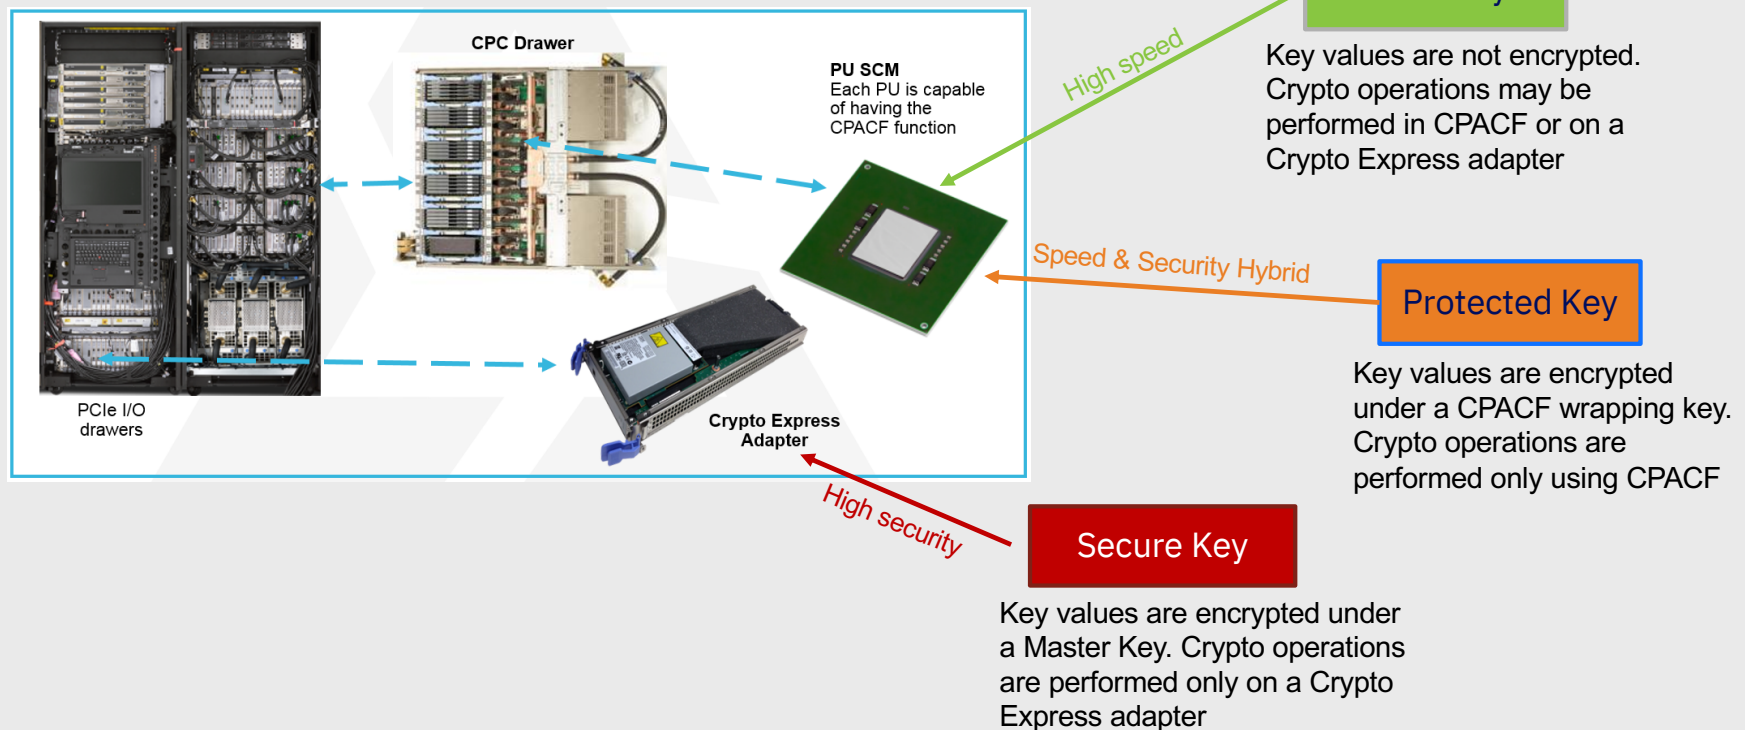 CPC Drawer
PU SCM
Each PU is capable
of having the
CPACF function
PCIe I/O
drawers
Crypto Express
Adapter
High speed
Key values are not encrypted.
Crypto operations may be
performed in CPACF or on a
Crypto Express adapter
Speed & Security Hybrid
Protected Key
Key values are encrypted
under a CPACF wrapping key.
Crypto operations are
performed only using CPACF
High security
Secure Key
Key values are encrypted under
a Master Key. Crypto operations
are performed only on a Crypto
Express adapter